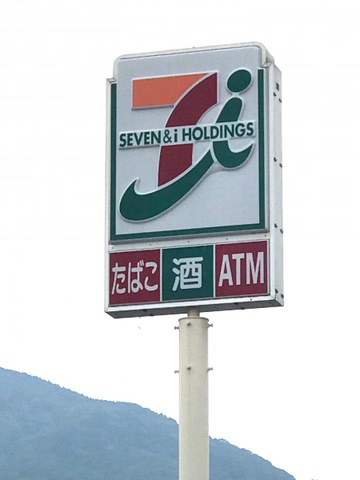 SEVEN & i HOLDINGS
たばこ 酒 ATM